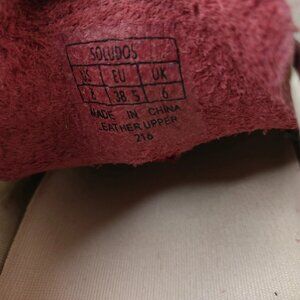 SOLUDOS
US EU UK
8 38.5 6
MADE IN CHINA
LEATHER UPPER
216